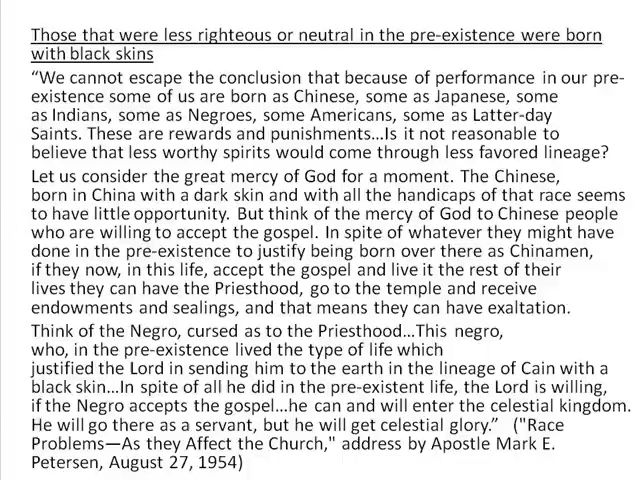 Those that were less righteous or neutral in the pre-existence were born
with black skins
“We cannot escape the conclusion that because of performance in our pre-
existence some of us are born as Chinese, some as Japanese, some
as Indians, some as Negroes, some Americans, some as Latter-day
Saints. These are rewards and punishments…Is it not reasonable to
believe that less worthy spirits would come through less favored lineage?
Let us consider the great mercy of God for a moment. The Chinese,
born in China with a dark skin and with all the handicaps of that race seems
to have little opportunity. But think of the mercy of God to Chinese people
who are willing to accept the gospel. In spite of whatever they might have
done in the pre-existence to justify being born over there as Chinamen,
if they now, in this life, accept the gospel and live it the rest of their
lives they can have the Priesthood, go to the temple and receive
endowments and sealings, and that means they can have exaltation.
Think of the Negro, cursed as to the Priesthood…This negro,
who, in the pre-existence lived the type of life which
justified the Lord in sending him to the earth in the lineage of Cain with a
black skin…In spite of all he did in the pre-existent life, the Lord is willing,
if the Negro accepts the gospel…he can and will enter the celestial kingdom.
He will go there as a servant, but he will get celestial glory.” ("Race
Problems—As they Affect the Church," address by Apostle Mark E.
Petersen, August 27, 1954)